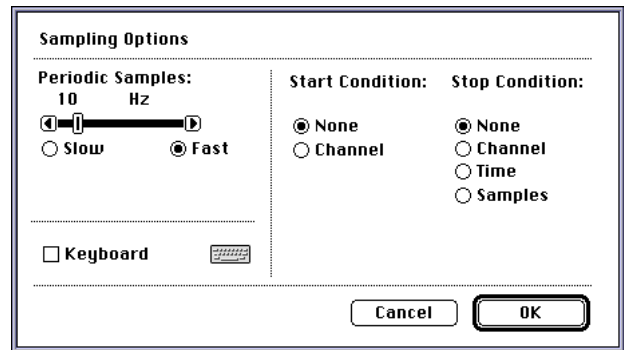 Sampling Options
Periodic Samples:
10 Hz
Slow
Fast
Keyboard
Start Condition:
None
Channel
Stop Condition:
None
Channel
Time
Samples
Cancel
OK